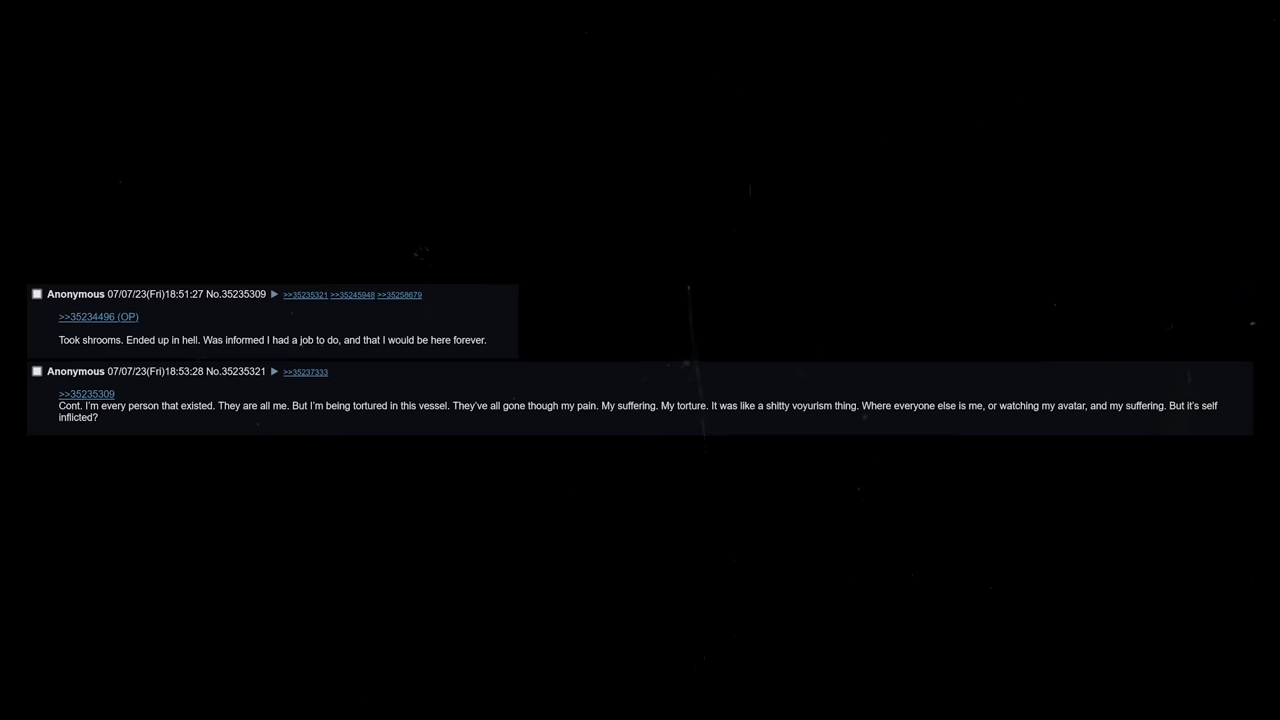 Anonymous 07/07/23(Fri)18:51:27 No.35235309 ▶ >>35235321 >>35245948 >>35258679
>>35234496 (OP)
Took shrooms. Ended up in hell. Was informed I had a job to do, and that I would be here forever.
Anonymous 07/07/23(Fri)18:53:28 No.35235321 ▶ >>35237333
>>35235309
Cont. I'm every person that existed. They are all me. But I'm being tortured in this vessel. They've all gone though my pain. My suffering. My torture. It was like a shitty voyurism thing. Where everyone else is me, or watching my avatar, and my suffering. But it's self
inflicted?